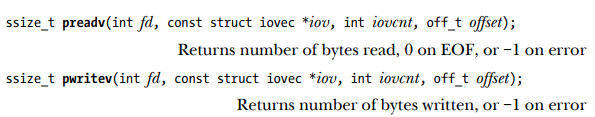 ssize_t preadv(int fd, const struct iovec *iov, int iovcnt, off_t offset);
Returns number of bytes read, 0 on EOF, or −1 on error
ssize_t pwritev(int fd, const struct iovec *iov, int iovcnt, off_t offset);
Returns number of bytes written, or −1 on error